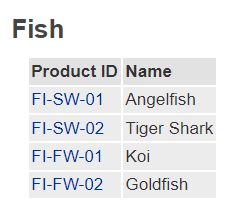 Fish
Product ID Name
FI-SW-01 Angelfish
FI-SW-02 Tiger Shark
FI-FW-01 Koi
FI-FW-02 Goldfish